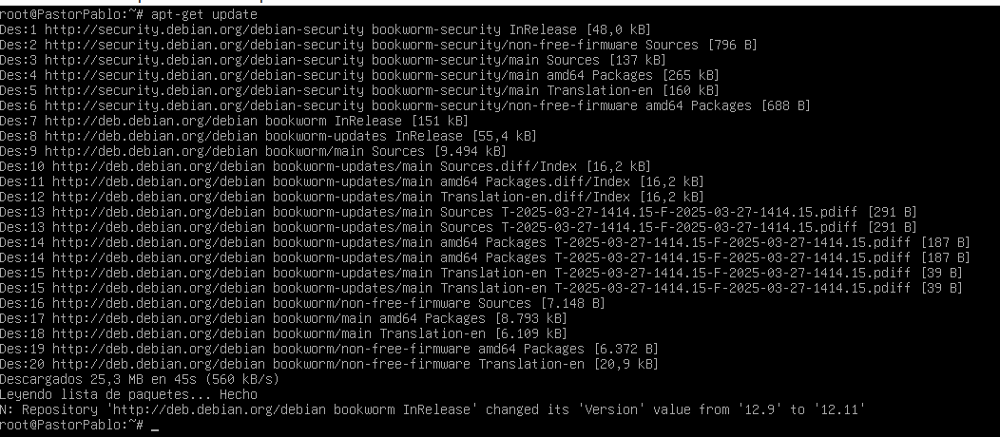 root@PastorPablo:~# apt-get update
Des:1 http://security.debian.org/debian-security bookworm-security InRelease [48,0 kB]
Des:2 http://security.debian.org/debian-security bookworm-security/non-free-firmware Sources [796 B]
Des:3 http://security.debian.org/debian-security bookworm-security/main Sources [137 kB]
Des:4 http://security.debian.org/debian-security bookworm-security/main amd64 Packages [265 kB]
Des:5 http://security.debian.org/debian-security bookworm-security/main Translation-en [160 kB]
Des:6 http://security.debian.org/debian-security bookworm-security/non-free-firmware amd64 Packages [688 B]
Des:7 http://deb.debian.org/debian bookworm InRelease [151 kB]
Des:8 http://deb.debian.org/debian bookworm-updates InRelease [55,4 kB]
Des:9 http://deb.debian.org/debian bookworm/main Sources [9.494 kB]
Des:10 http://deb.debian.org/debian bookworm-updates/main Sources.diff/Index [16,2 kB]
Des:11 http://deb.debian.org/debian bookworm-updates/main amd64 Packages.diff/Index [16,2 kB]
Des:12 http://deb.debian.org/debian bookworm-updates/main Translation-en.diff/Index [16,2 kB]
Des:13 http://deb.debian.org/debian bookworm-updates/main Sources T-2025-03-27-1414.15-F-2025-03-27-1414.15.pdiff [291 B]
Des:13 http://deb.debian.org/debian bookworm-updates/main Sources T-2025-03-27-1414.15-F-2025-03-27-1414.15.pdiff [291 B]
Des:14 http://deb.debian.org/debian bookworm-updates/main amd64 Packages T-2025-03-27-1414.15-F-2025-03-27-1414.15.pdiff [187 B]
Des:14 http://deb.debian.org/debian bookworm-updates/main amd64 Packages T-2025-03-27-1414.15-F-2025-03-27-1414.15.pdiff [187 B]
Des:15 http://deb.debian.org/debian bookworm-updates/main Translation-en T-2025-03-27-1414.15-F-2025-03-27-1414.15.pdiff [39 B]
Des:15 http://deb.debian.org/debian bookworm-updates/main Translation-en T-2025-03-27-1414.15-F-2025-03-27-1414.15.pdiff [39 B]
Des:16 http://deb.debian.org/debian bookworm/non-free-firmware Sources [7.148 B]
Des:17 http://deb.debian.org/debian bookworm/main amd64 Packages [8.793 kB]
Des:18 http://deb.debian.org/debian bookworm/main Translation-en [6.109 kB]
Des:19 http://deb.debian.org/debian bookworm/non-free-firmware amd64 Packages [6.372 B]
Des:20 http://deb.debian.org/debian bookworm/non-free-firmware Translation-en [20,9 kB]
Descargados 25,3 MB en 45s (560 kB/s)
Leyendo lista de paquetes... Hecho
N: Repository 'http://deb.debian.org/debian bookworm InRelease' changed its 'Version' value from '12.9' to '12.11'
root@PastorPablo:~# _